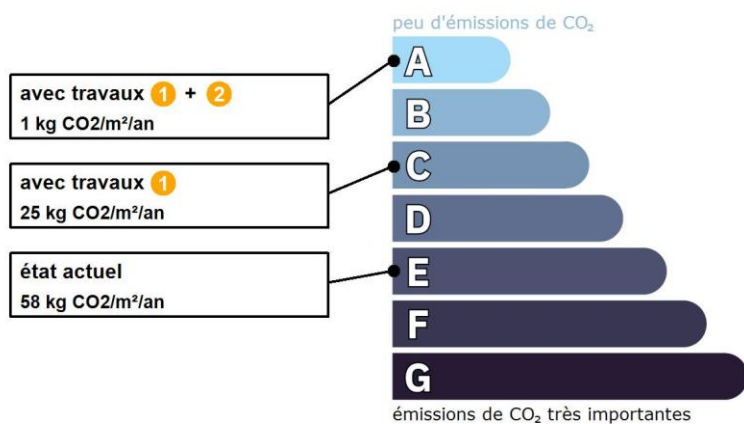 peu d'émissions de CO₂
A
avec travaux 1 + 2
1 kg CO2/m²/an
B
C
avec travaux 1
25 kg CO2/m²/an
D
état actuel
58 kg CO2/m²/an
E
F
G
émissions de CO₂ très importantes